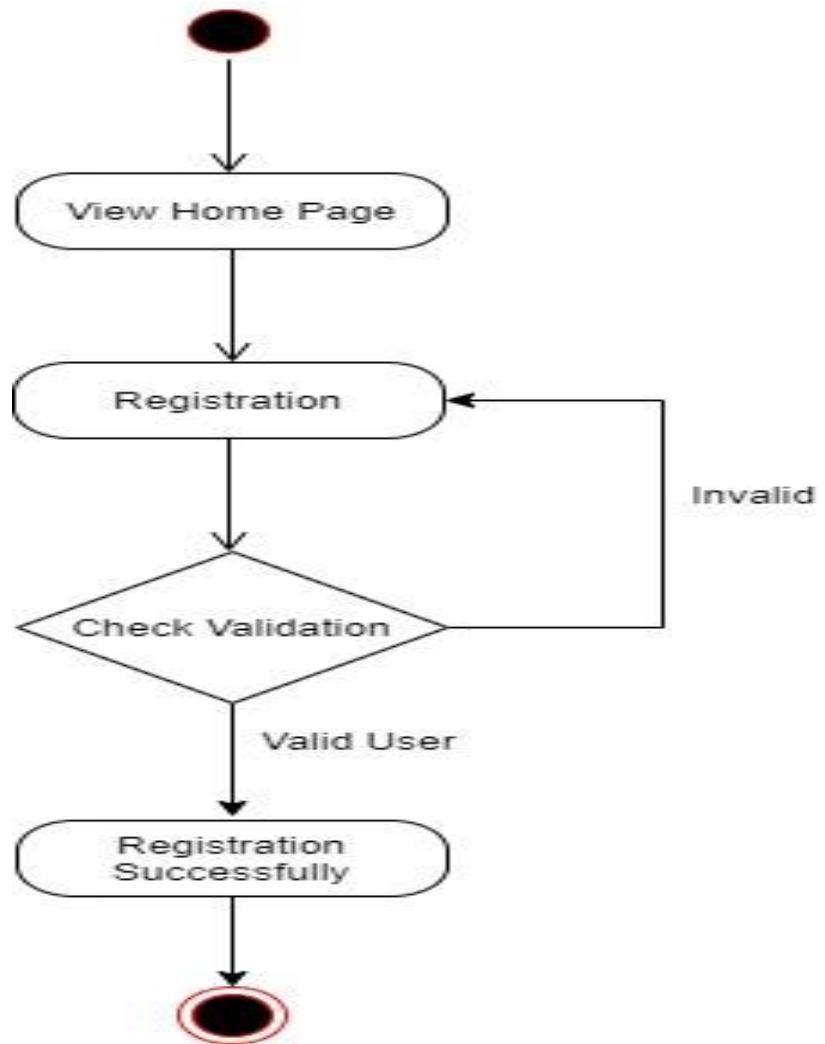 View Home Page
Registration
Invalid
Check Validation
Valid User
Registration
Successfully